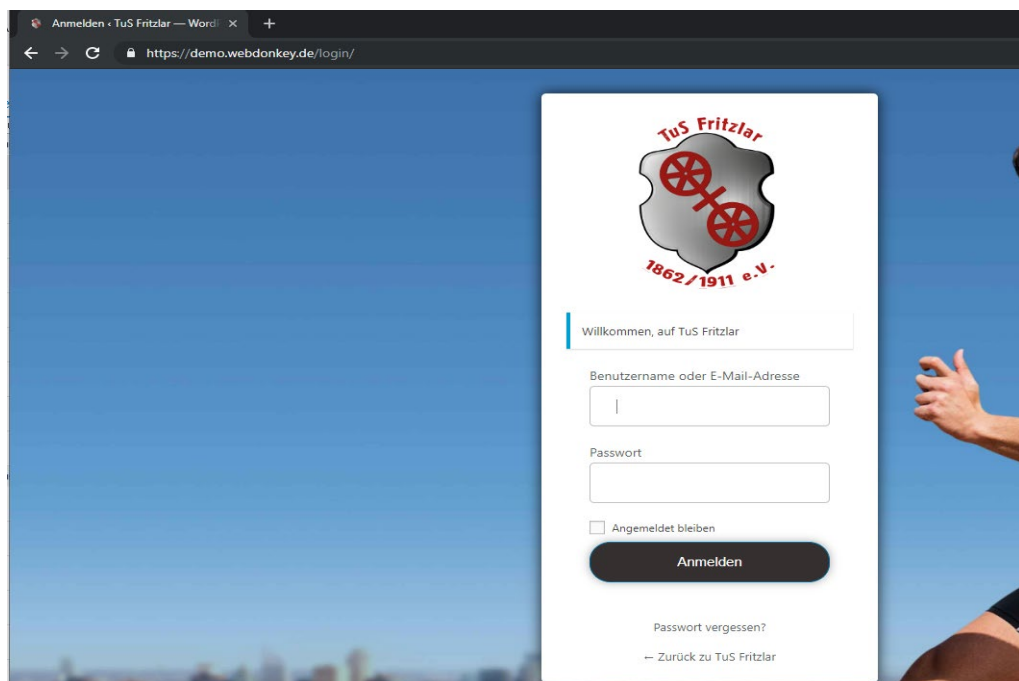 Anmelden ‹ TuS Fritzlar — Word
https://demo.webdonkey.de/login/
TuS Fritzlar
1862/1911 e.V.
Willkommen, auf TuS Fritzlar
Benutzername oder E-Mail-Adresse
Passwort
Angemeldet bleiben
Anmelden
Passwort vergessen?
← Zurück zu TuS Fritzlar